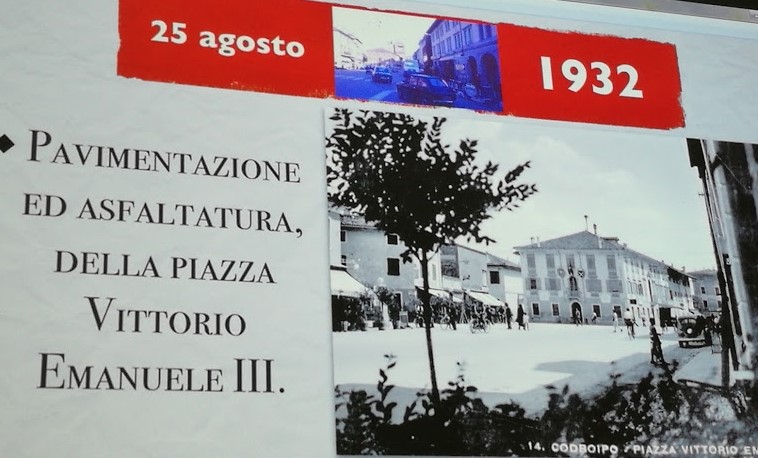 25 agosto
1932
◆ PAVIMENTAZIONE
ED ASFALTATURA,
DELLA PIAZZA
VITTORIO
EMANUELE III.
14. CODROIPO - PIAZZA VITTORIO EM